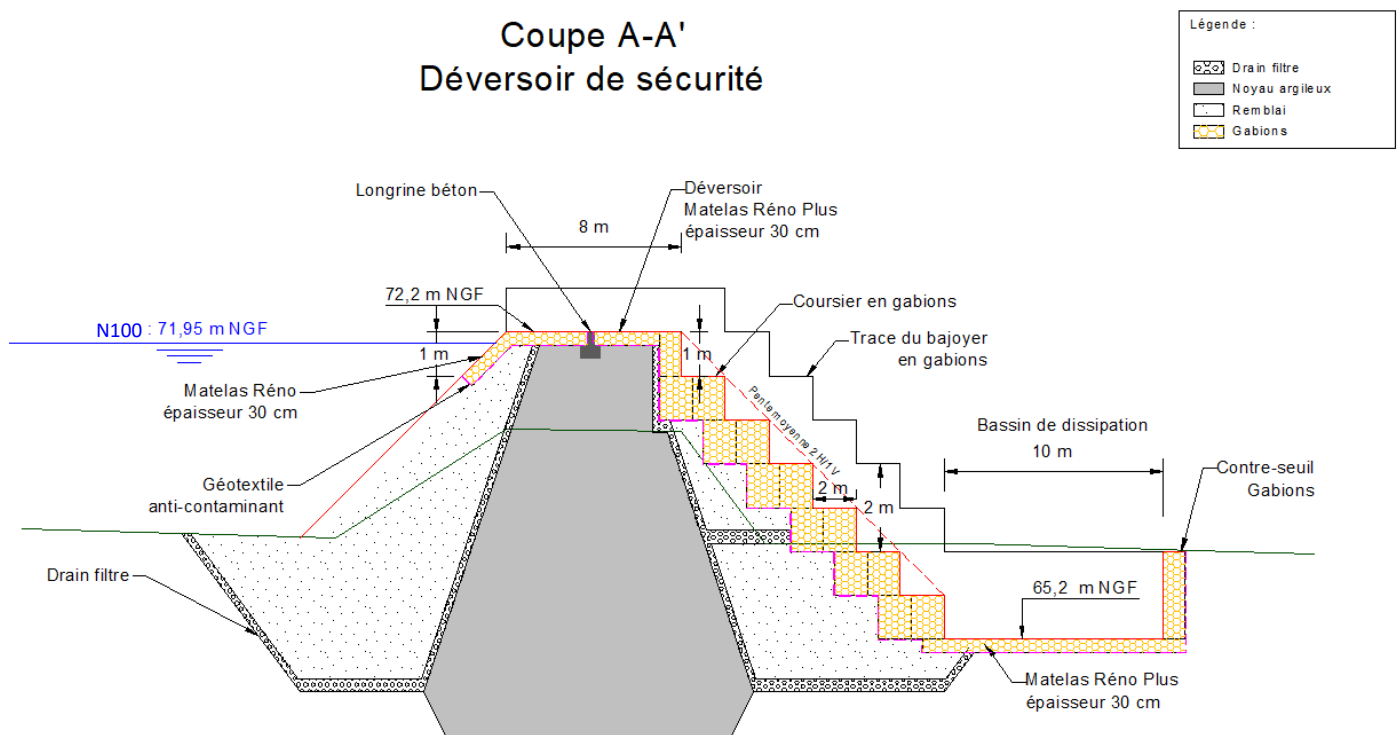 Coupe A-A'
Déversoir de sécurité
Légende :
Drain filtre
Noyau argileux
Remblai
Gabions
Longrine béton
Déversoir
Matelas Réno Plus
épaisseur 30 cm
8 m
72,2 m NGF
Coursier en gabions
N100 : 71,95 m NGF
Trace du bajoyer
en gabions
1 m
1 m
Matelas Réno
épaisseur 30 cm
Pente moyenne 2 H/1 V
Bassin de dissipation
10 m
Contre-seuil
Gabions
Géotextile
anti-contaminant
2 m
2 m
Drain filtre
65,2 m NGF
Matelas Réno Plus
épaisseur 30 cm